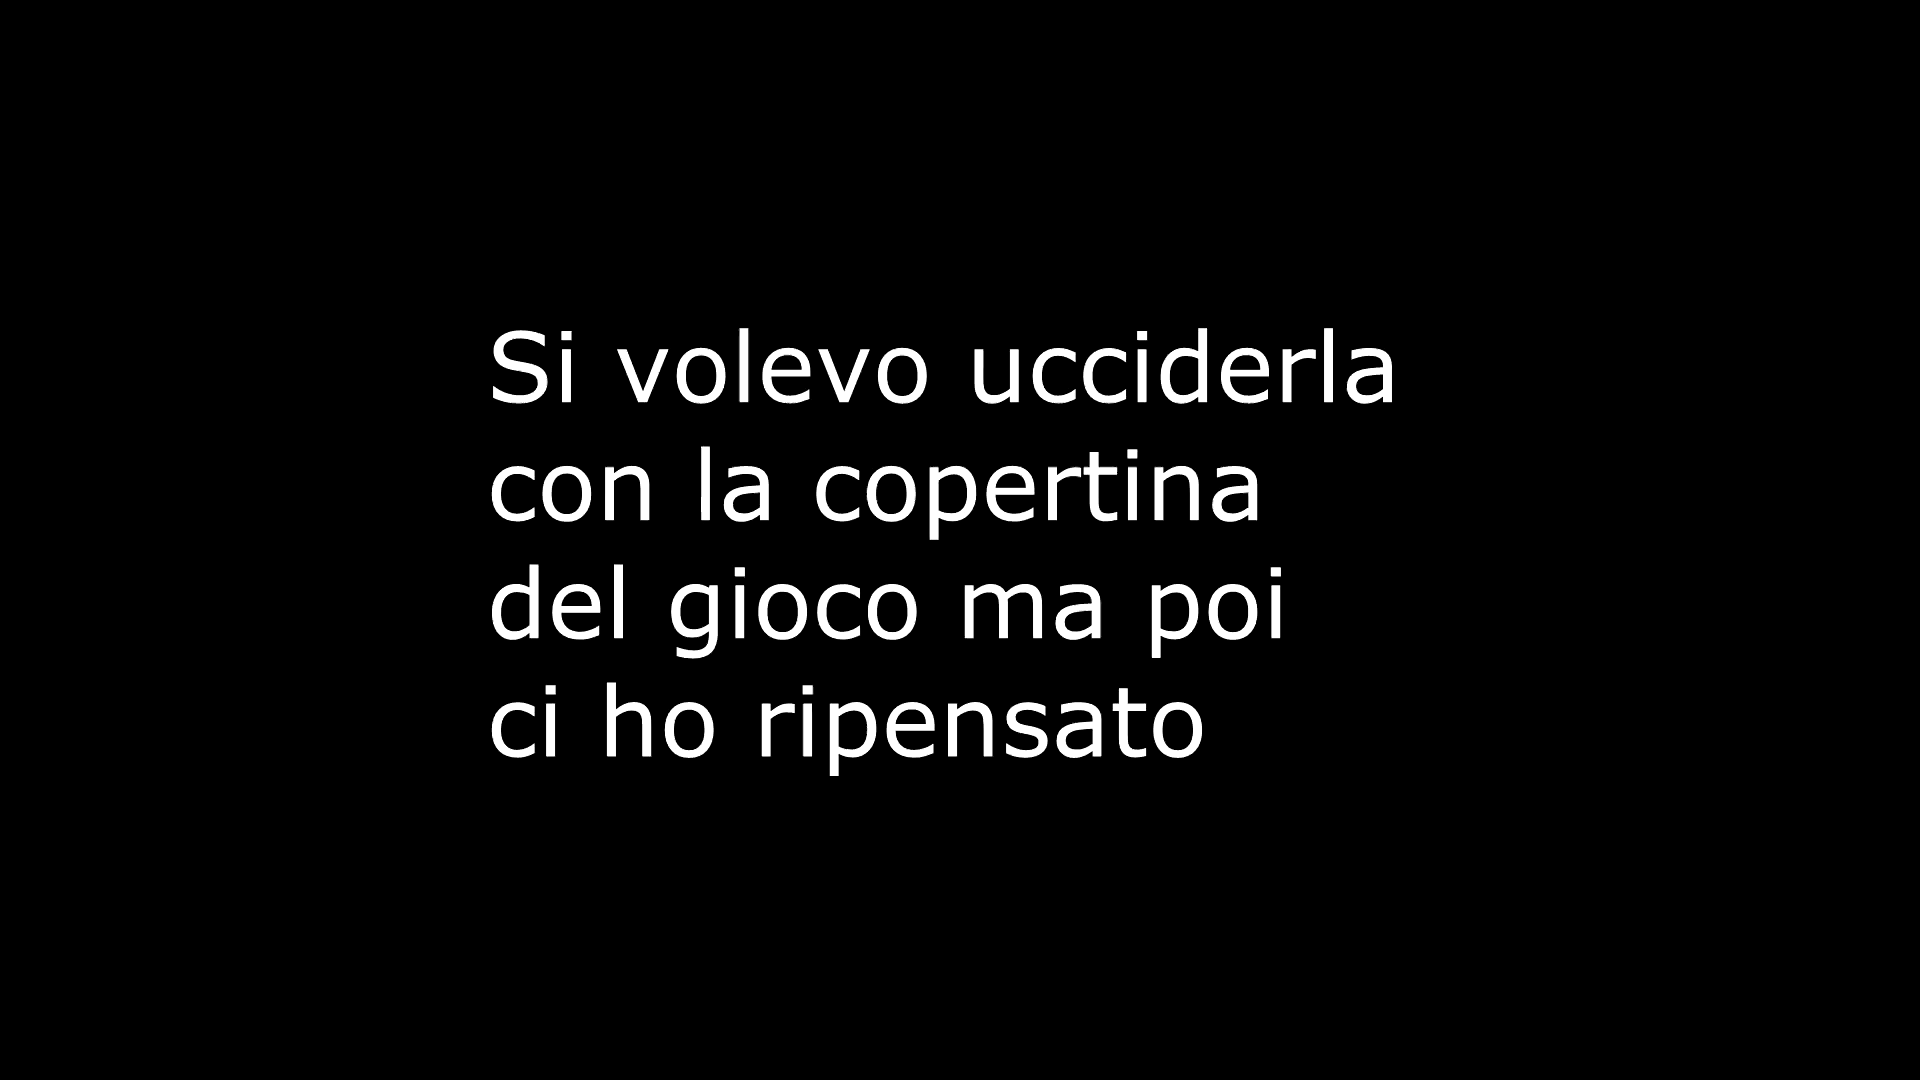 Si volevo ucciderla
con la copertina
del gioco ma poi
ci ho ripensato